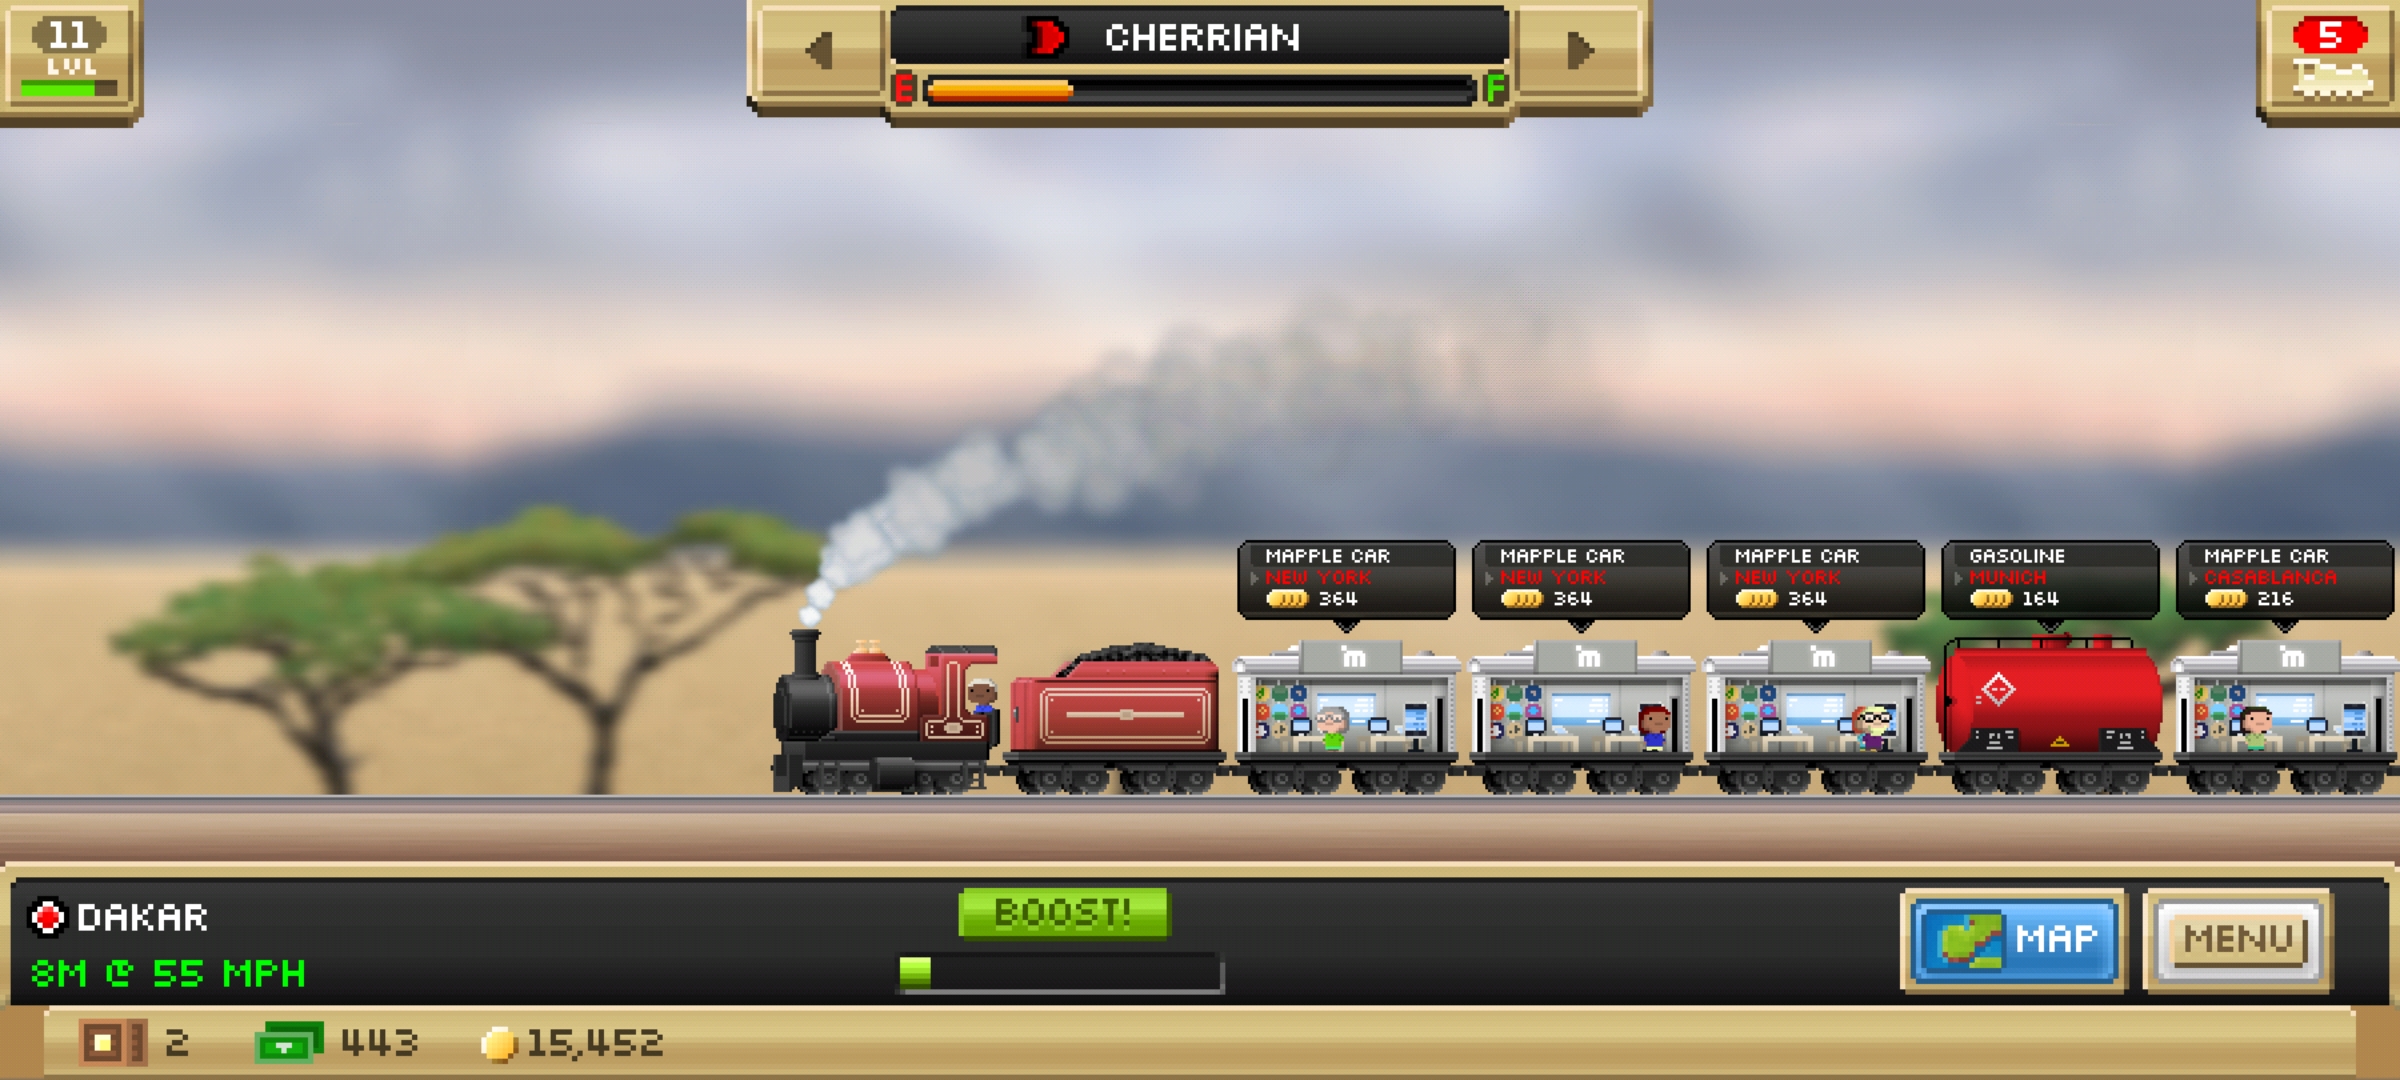 11
LVL
CHERRIAN
E
F
5
MAPPLE CAR
NEW YORK
364
MAPPLE CAR
NEW YORK
364
MAPPLE CAR
NEW YORK
364
GASOLINE
MUNICH
164
MAPPLE CAR
CASABLANCA
216
m
m
m
m
DAKAR
8M @ 55 MPH
BOOST!
MAP
MENU
2
443
15,452